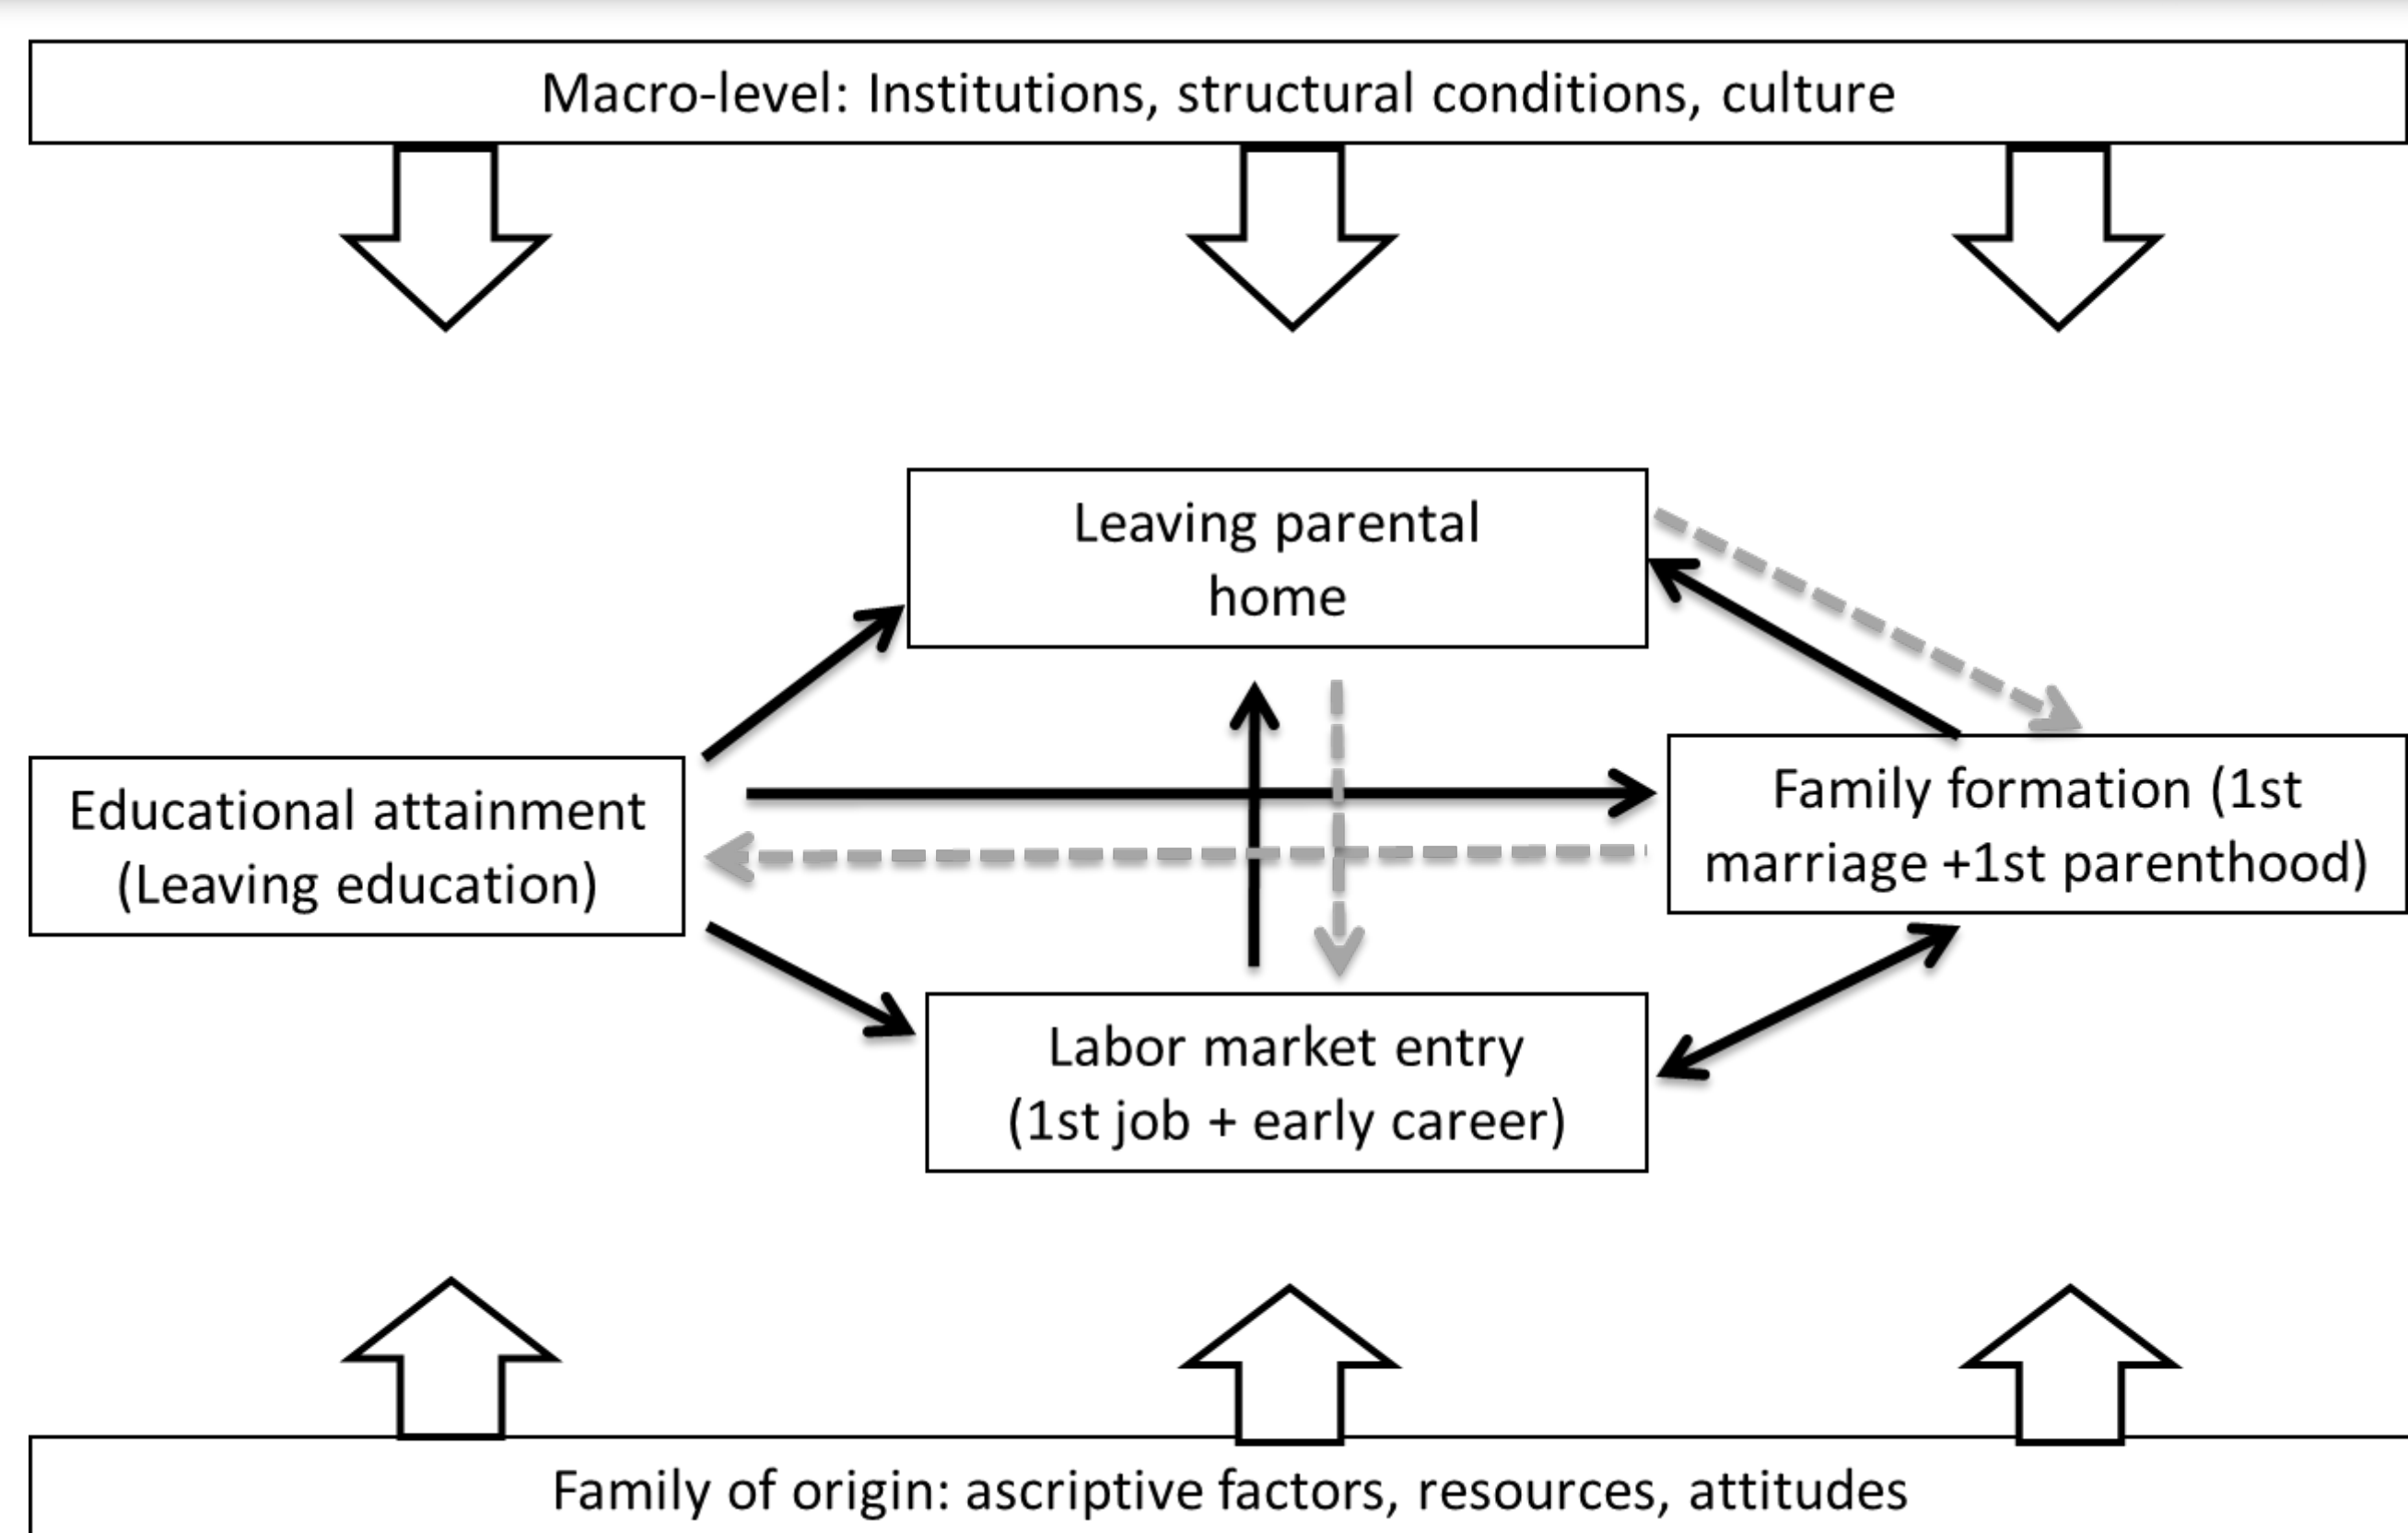 Macro-level: Institutions, structural conditions, culture
Leaving parental
home
Educational attainment
(Leaving education)
Family formation (1st
marriage +1st parenthood)
Labor market entry
(1st job + early career)
Family of origin: ascriptive factors, resources, attitudes